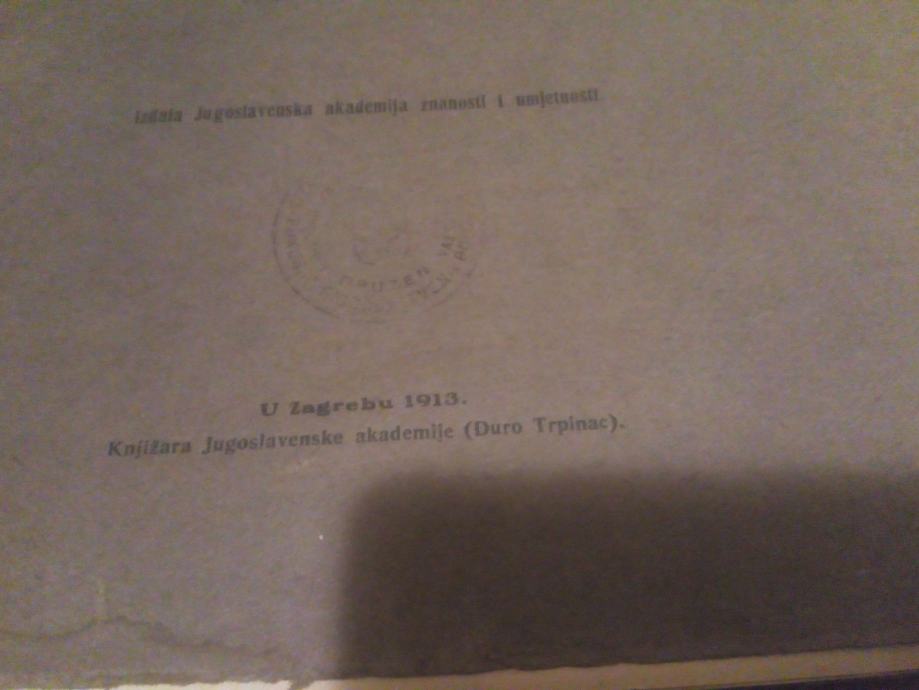 Izdala Jugoslavenska akademija znanosti i umjetnosti.
U Zagrebu 1913.
Knjižara Jugoslavenske akademije (Đuro Trpinac).